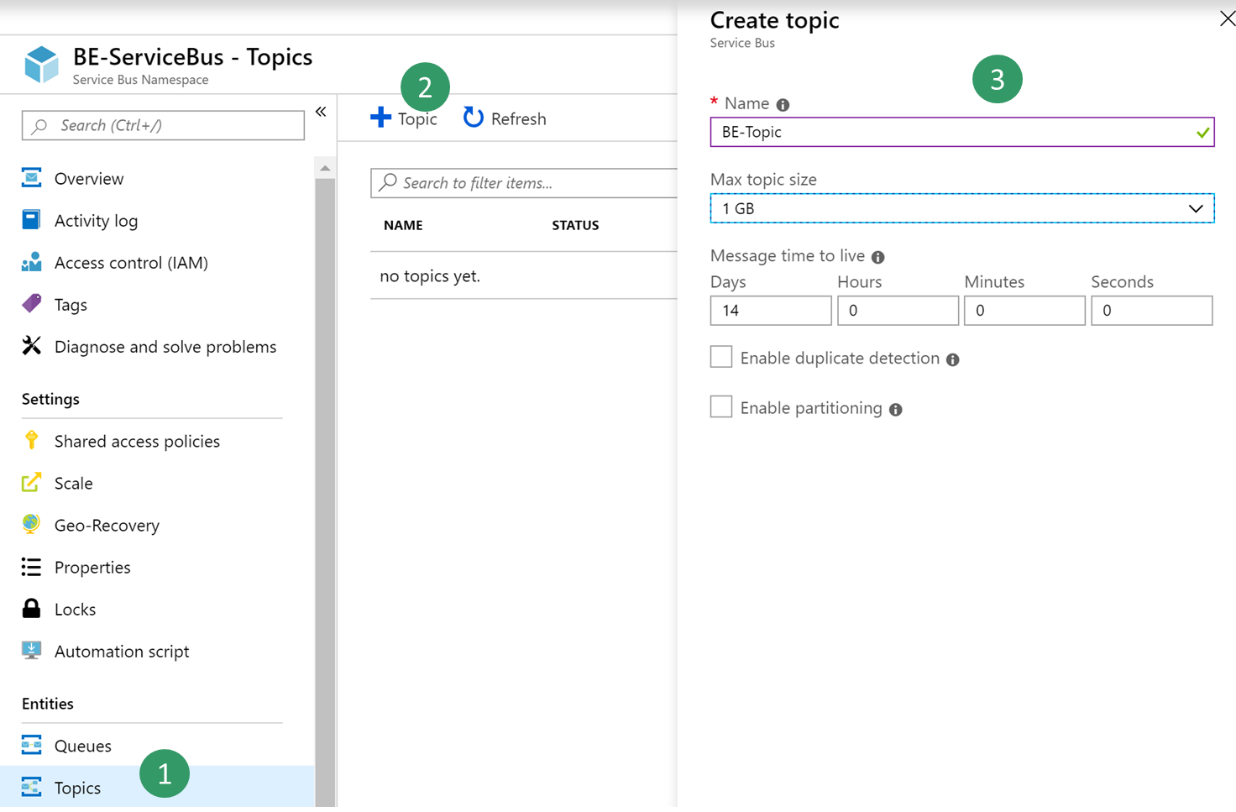 BE-ServiceBus - Topics
Service Bus Namespace
Search (Ctrl+/)
«
Overview
Activity log
Access control (IAM)
Tags
Diagnose and solve problems
Settings
Shared access policies
Scale
Geo-Recovery
Properties
Locks
Automation script
Entities
Queues
Topics
1
2
Topic Refresh
Search to filter items...
NAME STATUS
no topics yet.
Create topic
Service Bus
3
* Name
BE-Topic
Max topic size
1 GB
Message time to live
Days Hours Minutes Seconds
14 0 0 0
Enable duplicate detection
Enable partitioning